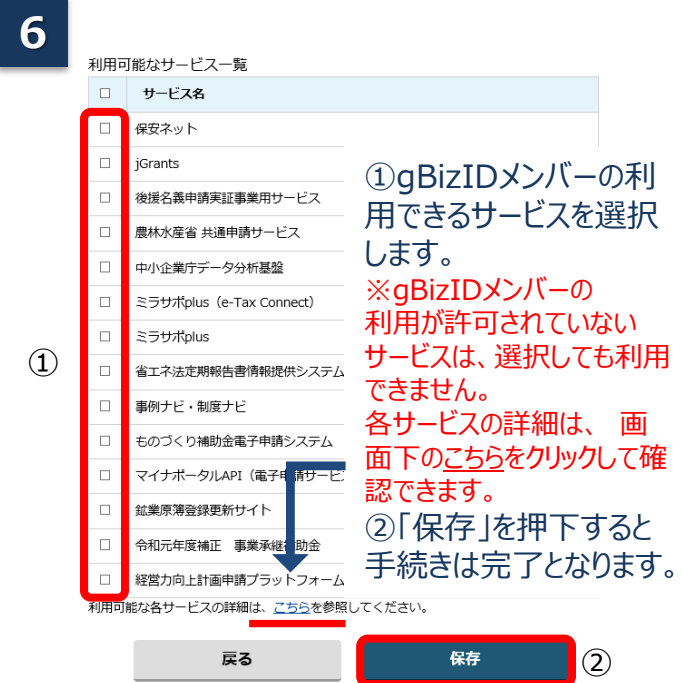 6
利用可能なサービス一覧
サービス名
保安ネット
jGrants
後援名義申請実証事業用サービス
農林水産省 共通申請サービス
中小企業庁データ分析基盤
ミラサポplus（e-Tax Connect）
ミラサポplus
省エネ法定期報告書情報提供システム
事例ナビ・制度ナビ
ものづくり補助金電子申請システム
マイナポータルAPI（電子申請サービ
鉱業原簿登録更新サイト
令和元年度補正　事業承継補助金
経営力向上計画申請プラットフォーム
①
①gBizIDメンバーの利
用できるサービスを選択
します。
※gBizIDメンバーの
利用が許可されていない
サービスは、選択しても利用
できません。
各サービスの詳細は、 画
面下のこちらをクリックして確
認できます。
②「保存」を押下すると
手続きは完了となります。
利用可能な各サービスの詳細は、こちらを参照してください。
戻る
保存
②